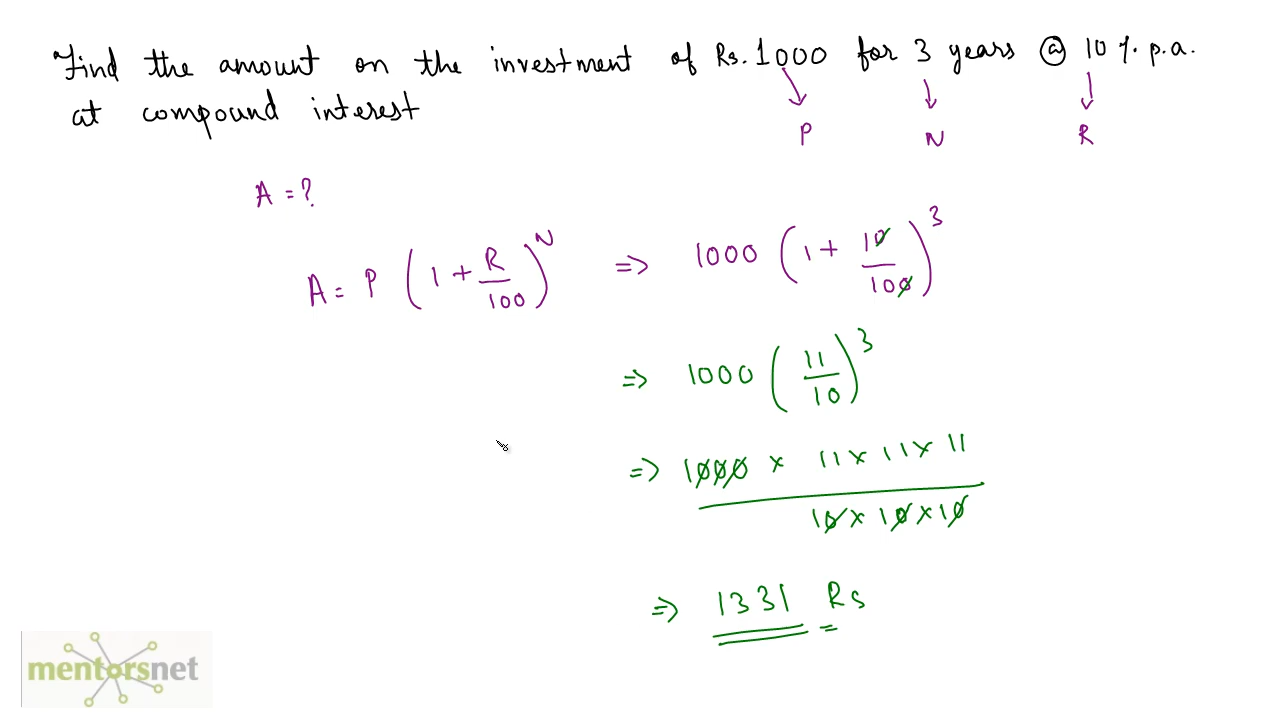 Find the amount on the investment of Rs. 1000 for 3 years @ 10 % p.a.
at compound interest
P N R
A = ?
A = P (1 + R/100)^N => 1000 (1 + 10/100)^3
=> 1000 (11/10)^3
=> 1000 × 11 × 11 × 11
10 × 10 × 10
=> 1331 Rs
mentorsnet